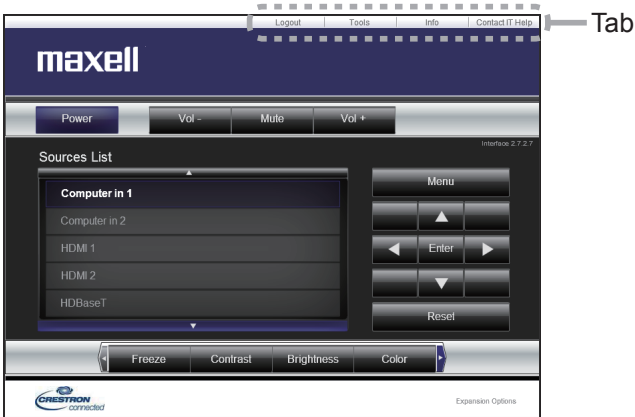 Logout Tools Info Contact IT Help
Tab
maxell
Power Vol - Mute Vol +
Interface 2.7.2.7
Sources List
Menu
Computer in 1
Computer in 2
HDMI 1
Enter
HDMI 2
HDBaseT
Reset
Freeze Contrast Brightness Color
CRESTRON
connected
Expansion Options